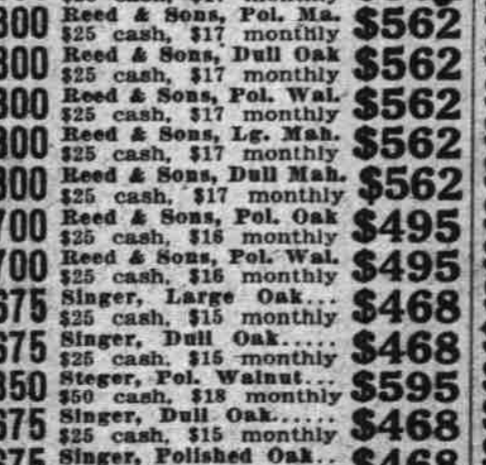 800 Reed & Sons, Pol. Ma. $562
$25 cash, $17 monthly
800 Reed & Sons, Dull Oak $562
$25 cash, $17 monthly
800 Reed & Sons, Pol. Wal. $562
$25 cash, $17 monthly
800 Reed & Sons, Lg. Mah. $562
$25 cash, $17 monthly
800 Reed & Sons, Dull Mah. $562
$25 cash, $17 monthly
700 Reed & Sons, Pol. Oak $495
$25 cash, $16 monthly
700 Reed & Sons, Pol. Wal. $495
$25 cash, $16 monthly
675 Singer, Large Oak... $468
$25 cash, $15 monthly
675 Singer, Dull Oak..... $468
$25 cash, $15 monthly
850 Steger, Pol. Walnut... $595
$50 cash, $18 monthly
675 Singer, Dull Oak...... $468
$25 cash, $15 monthly
675 Singer, Polished Oak.. $468